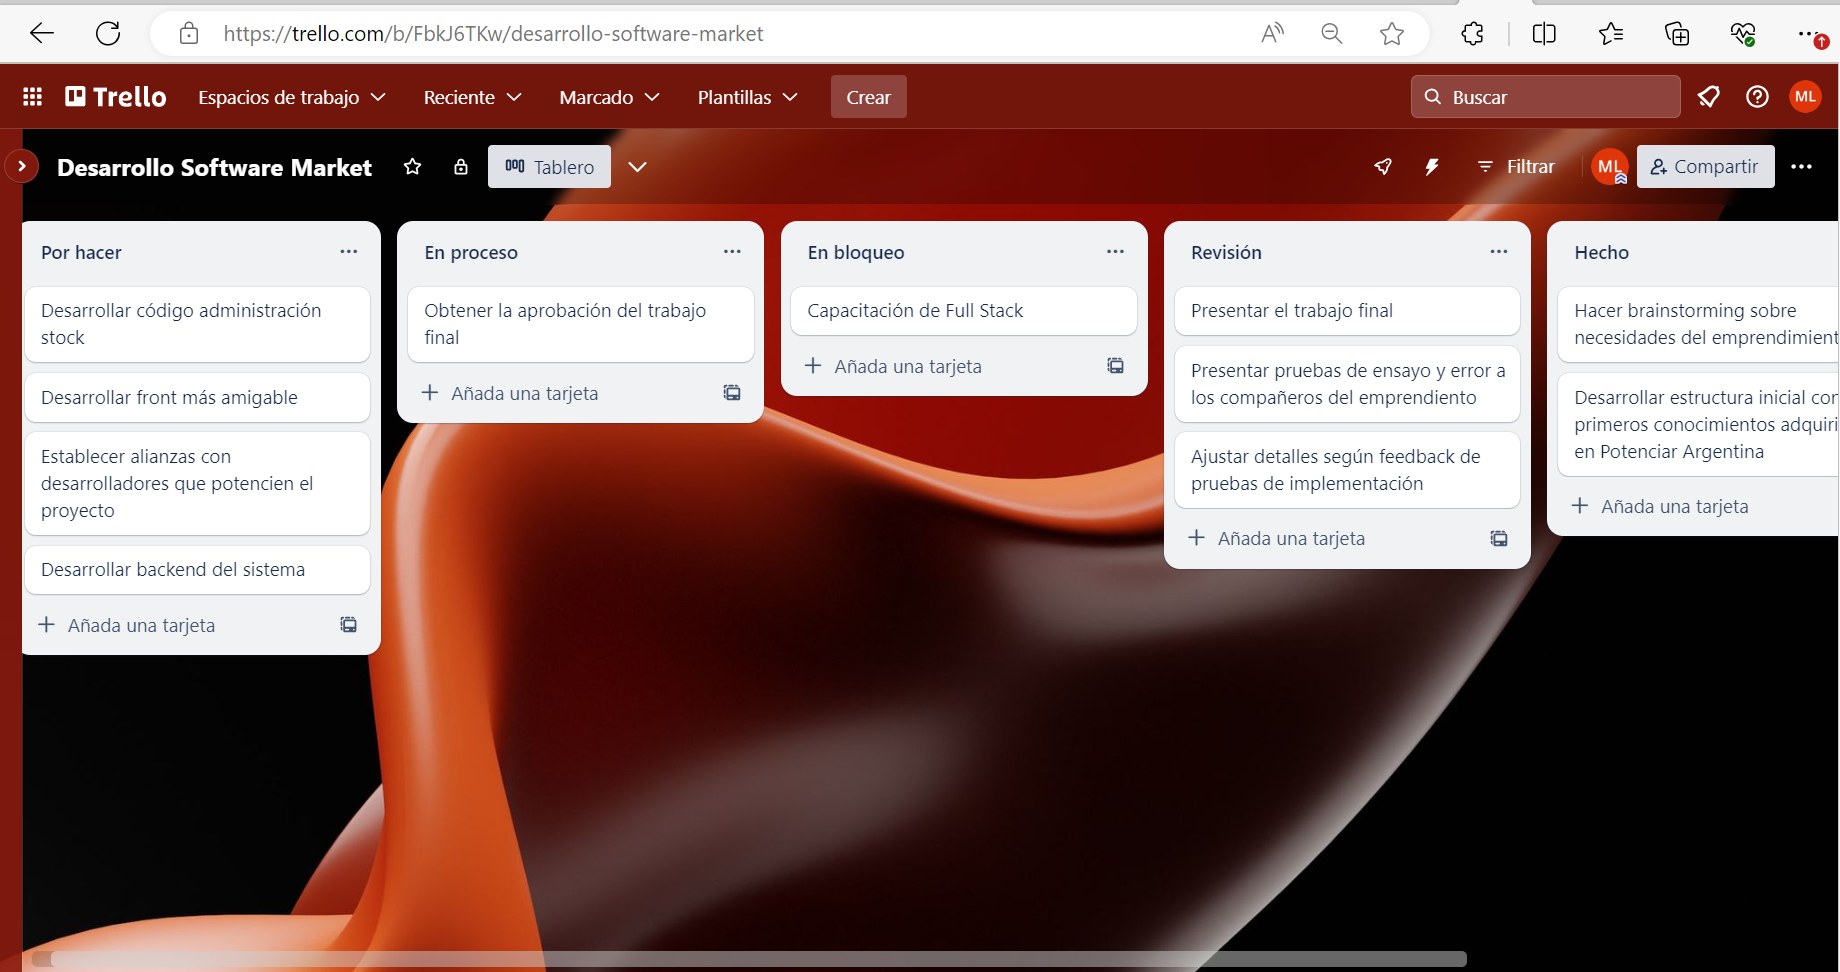 https://trello.com/b/FbkJ6TKw/desarrollo-software-market
Trello
Espacios de trabajo
Reciente
Marcado
Plantillas
Crear
Buscar
ML
Desarrollo Software Market
Tablero
Filtrar
ML
Compartir
Por hacer
Desarrollar código administración
stock
Desarrollar front más amigable
Establecer alianzas con
desarrolladores que potencien el
proyecto
Desarrollar backend del sistema
Añada una tarjeta
En proceso
Obtener la aprobación del trabajo
final
Añada una tarjeta
En bloqueo
Capacitación de Full Stack
Añada una tarjeta
Revisión
Presentar el trabajo final
Presentar pruebas de ensayo y error a
los compañeros del emprendiento
Ajustar detalles según feedback de
pruebas de implementación
Añada una tarjeta
Hecho
Hacer brainstorming sobre
necesidades del
Desarrollar estructura inicial
primeros conocimientos
en Potenciar Argentina
Añada una tarjeta